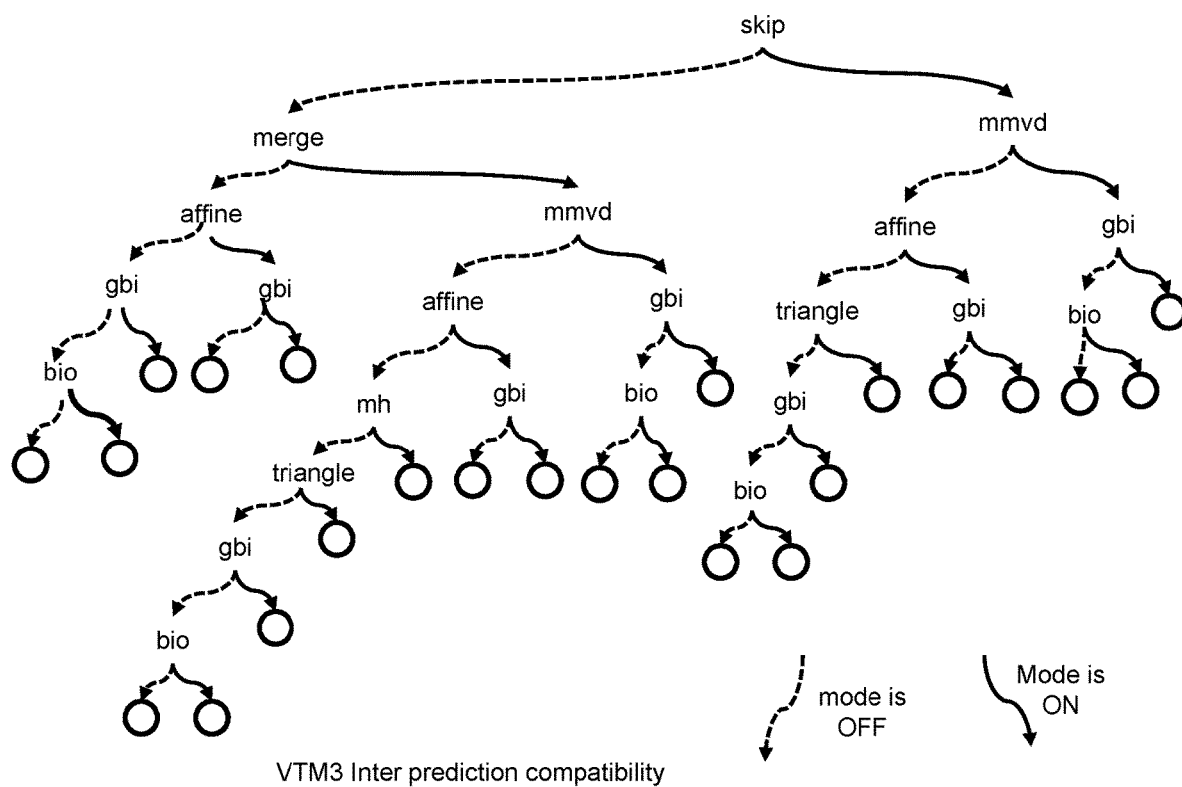 skip
mmvd
merge
affine
mmvd
affine
gbi
gbi
gbi
affine
gbi
triangle
gbi
bio
bio
mh
gbi
bio
gbi
triangle
bio
gbi
bio
mode is
OFF
Mode is
ON
VTM3 Inter prediction compatibility